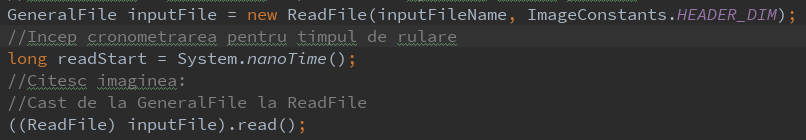 GeneralFile inputFile = new ReadFile(inputFileName, ImageConstants.HEADER_DIM);
//Incep cronometrarea pentru timpul de rulare
long readStart = System.nanoTime();
//Citesc imaginea:
//Cast de la GeneralFile la ReadFile
((ReadFile) inputFile).read();